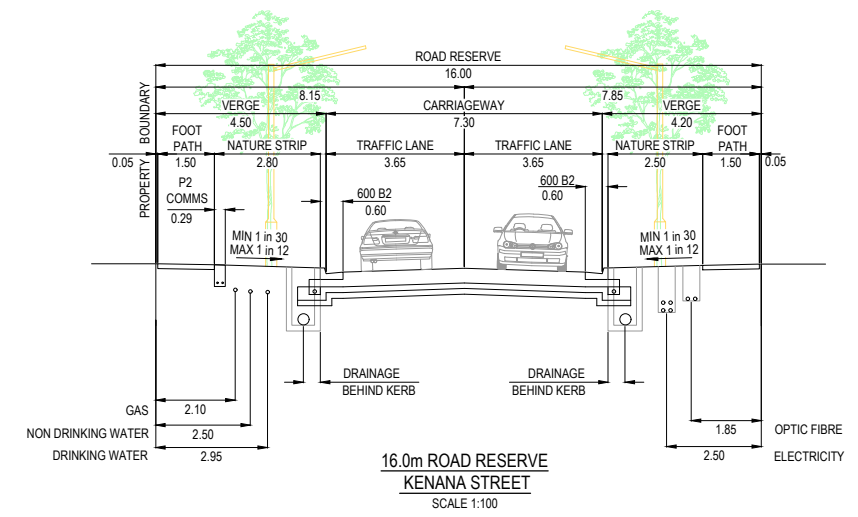 ROAD RESERVE
16.00
8.15 7.85
VERGE CARRIAGEWAY VERGE
4.50 7.30 4.20
PROPERTY BOUNDARY
FOOT PATH NATURE STRIP TRAFFIC LANE TRAFFIC LANE NATURE STRIP FOOT PATH
0.05 1.50 2.80 3.65 3.65 2.50 1.50 0.05
P2
COMMS
0.29
600 B2
0.60
600 B2
0.60
MIN 1 in 30
MAX 1 in 12
MIN 1 in 30
MAX 1 in 12
DRAINAGE
BEHIND KERB
DRAINAGE
BEHIND KERB
GAS 2.10
NON DRINKING WATER 2.50
DRINKING WATER 2.95
1.85 OPTIC FIBRE
2.50 ELECTRICITY
16.0m ROAD RESERVE
KENANA STREET
SCALE 1:100